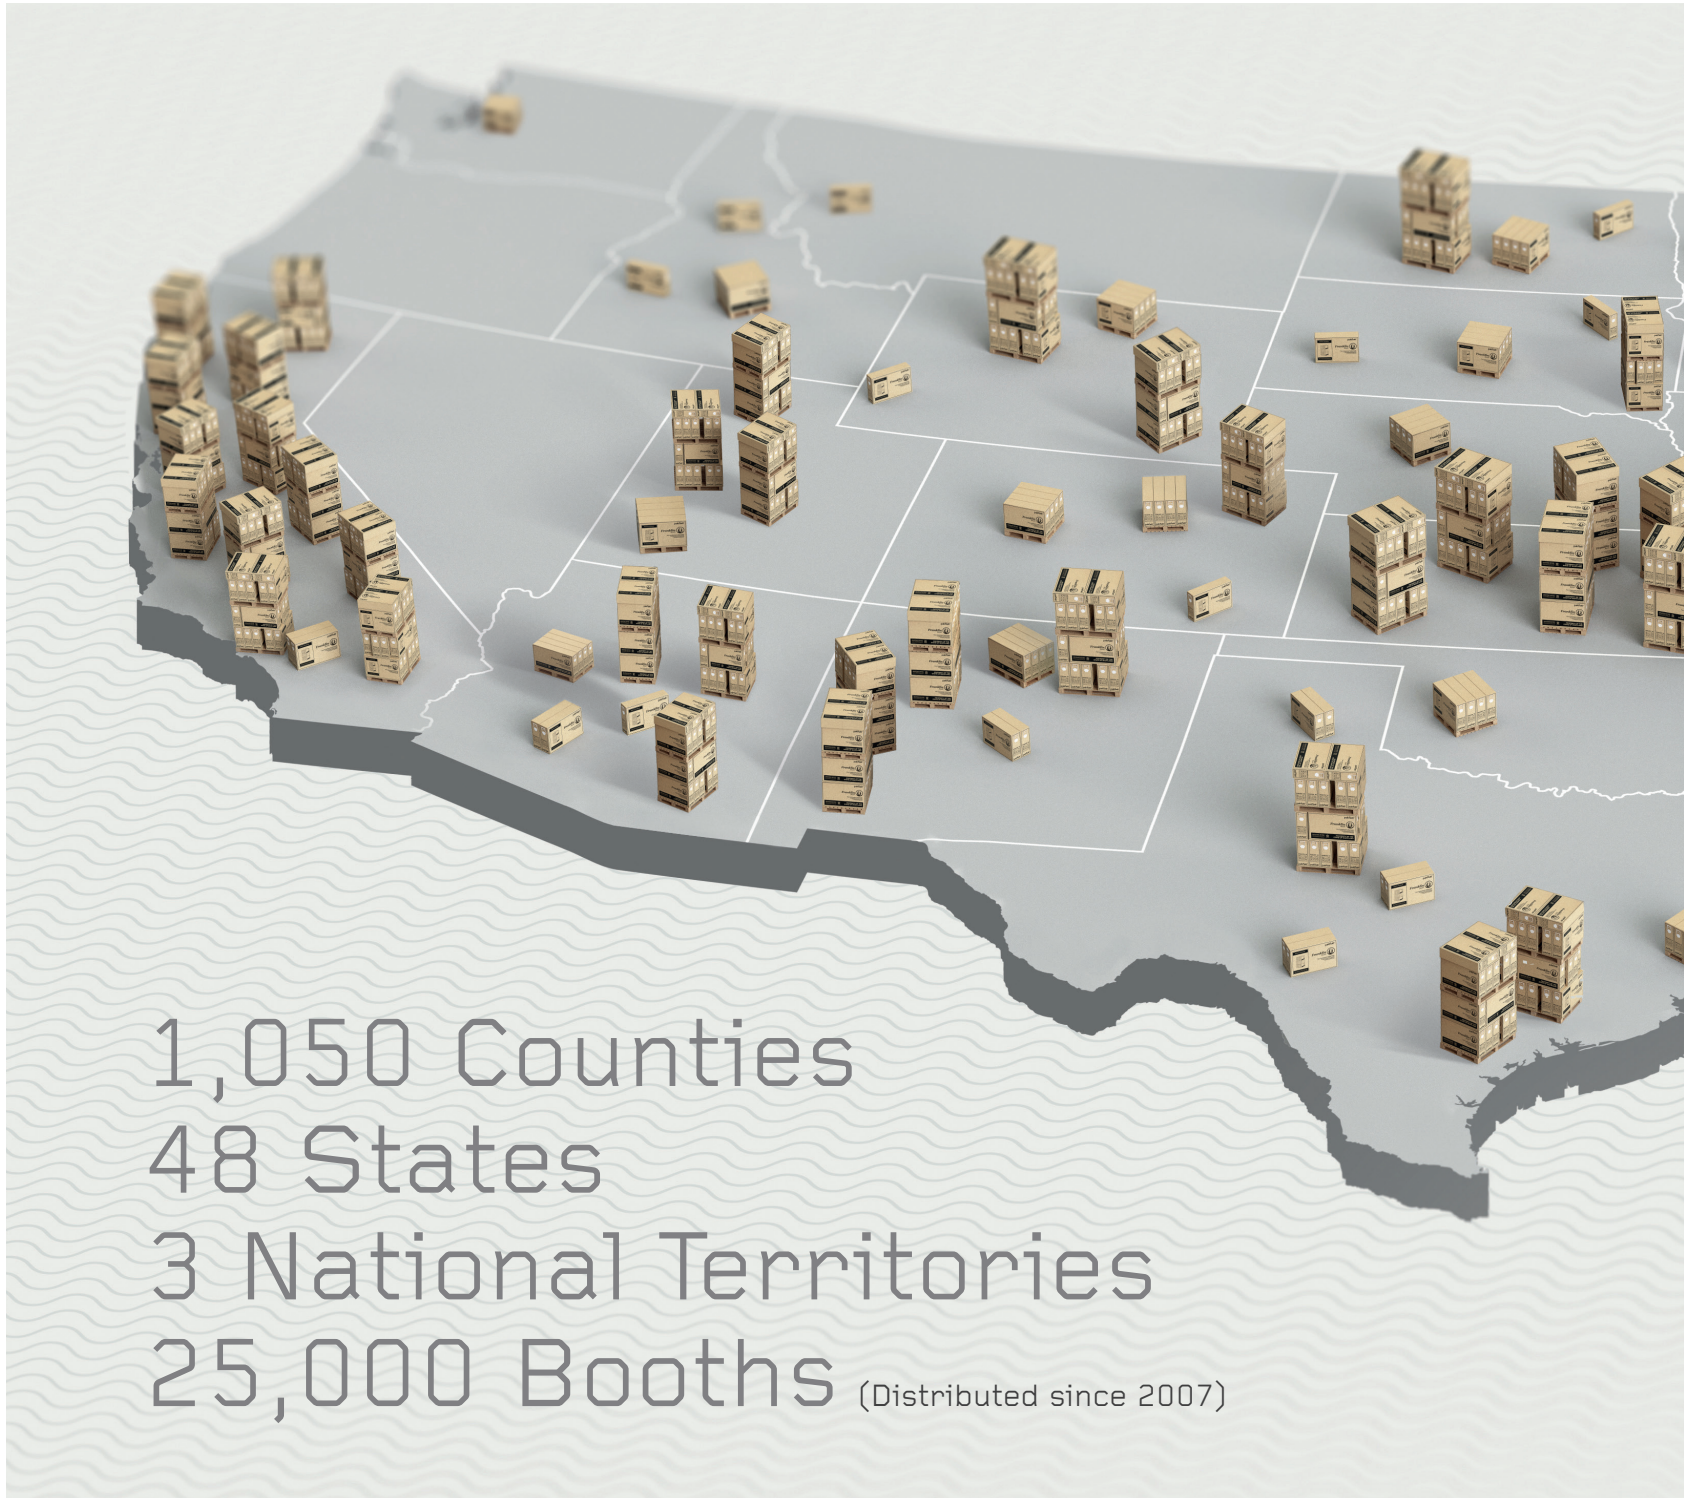 1,050 Counties
48 States
3 National Territories
25,000 Booths (Distributed since 2007)